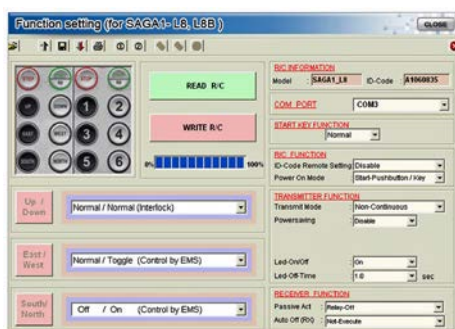 Function setting (for SAGA1- L8, L8B )
CLOSE
READ R/C
WRITE R/C
0%
100%
UP
DOWN
1
2
EAST
WEST
3
4
SOUTH
NORTH
5
6
Up /
Down
Normal / Normal (Interlock)
East /
West
Normal / Toggle (Control by EMS)
South/
North
Off / On (Control by EMS)
R/C INFORMATION
Model : SAGA1_L8 ID-Code : A1060835
COM PORT COM3
START KEY FUNCTION
Normal
R/C FUNCTION
ID-Code Remote Setting: Disable
Power On Mode : Start-Pushbutton / Key
TRANSMITTER FUNCTION
Transmit Mode : Non-Continuous
Powersaving : Disable
Led-On/Off : On
Led-Off-Time : 1.0 sec
RECEIVER FUNCTION
Passive Act : Relay-Off
Auto Off (RX) : Not-Execute